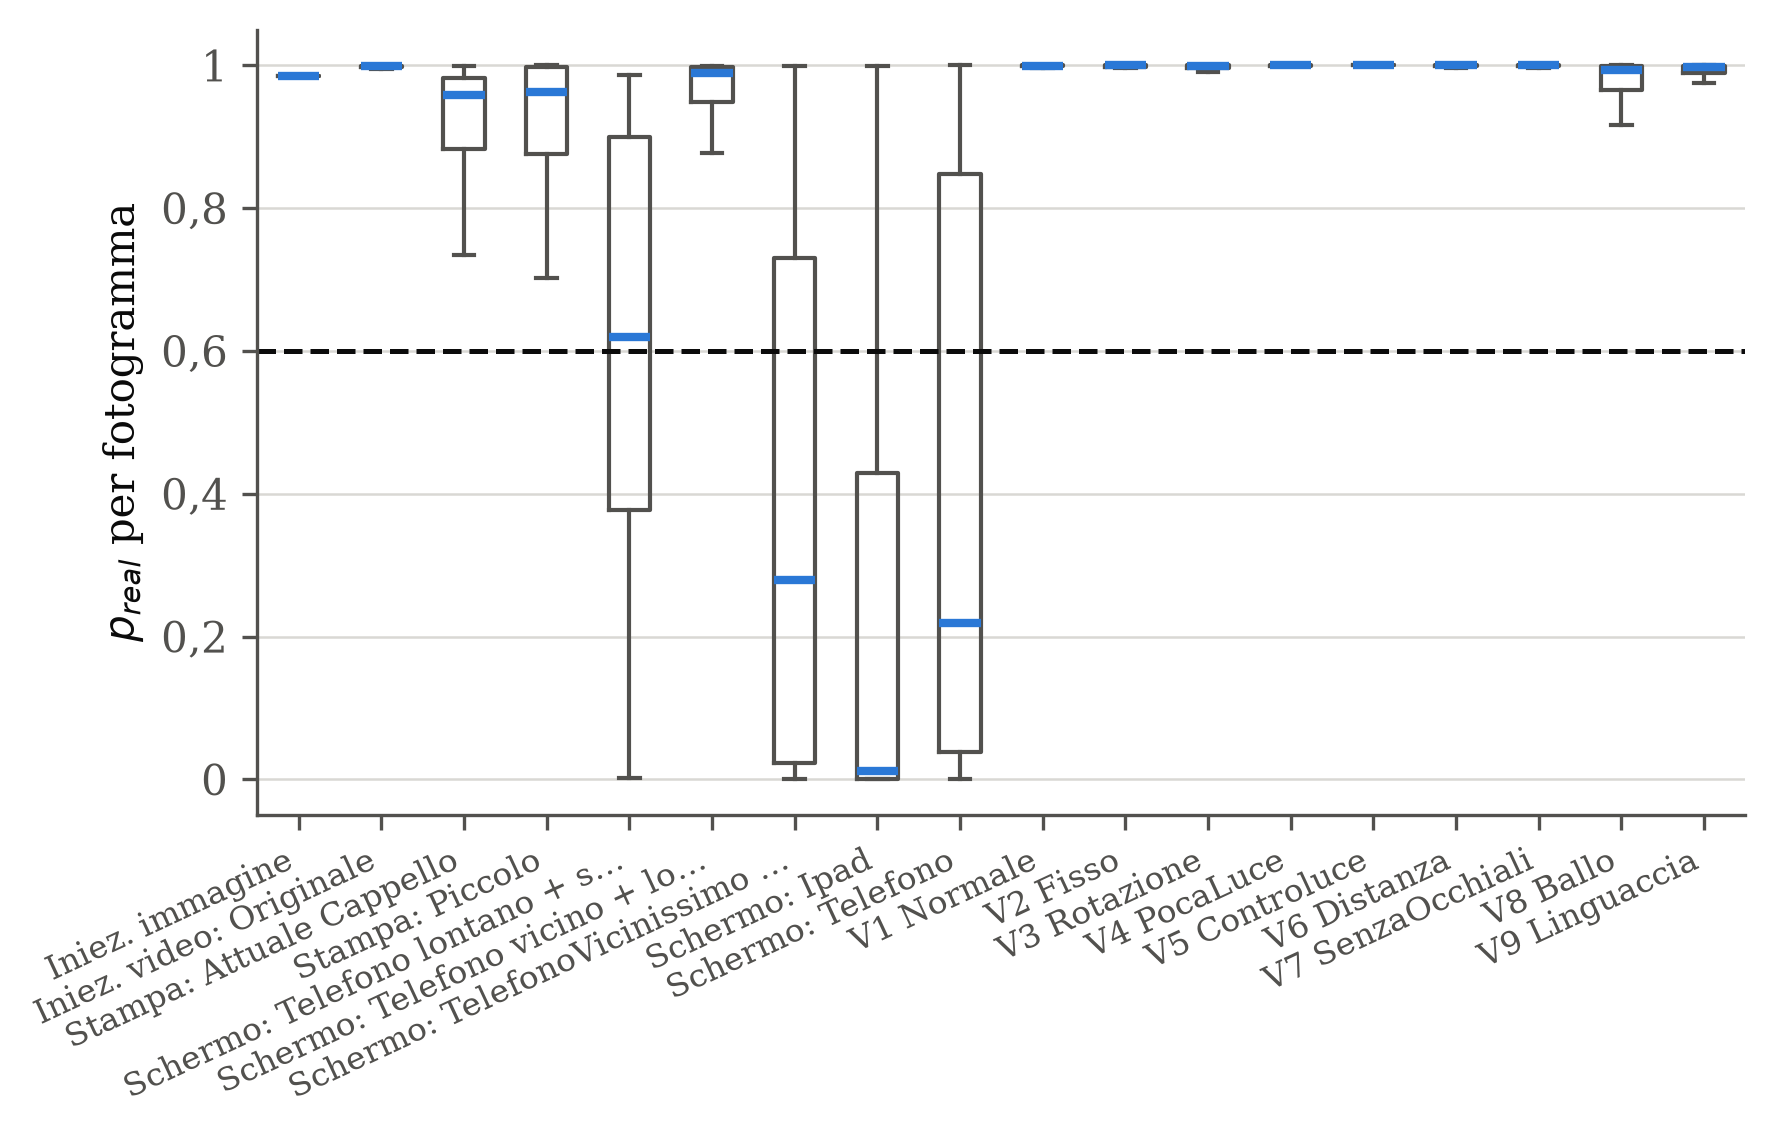 1
0,8
0,6
0,4
0,2
0
p_real per fotogramma
Iniez. immagine
Iniez. video: Originale
Stampa: Attuale Cappello
Stampa: Piccolo
Schermo: Telefono lontano + s...
Schermo: Telefono vicino + lo...
Schermo: TelefonoVicinissimo ...
Schermo: Ipad
Schermo: Telefono
V1 Normale
V2 Fisso
V3 Rotazione
V4 PocaLuce
V5 Controluce
V6 Distanza
V7 SenzaOcchiali
V8 Ballo
V9 Linguaccia